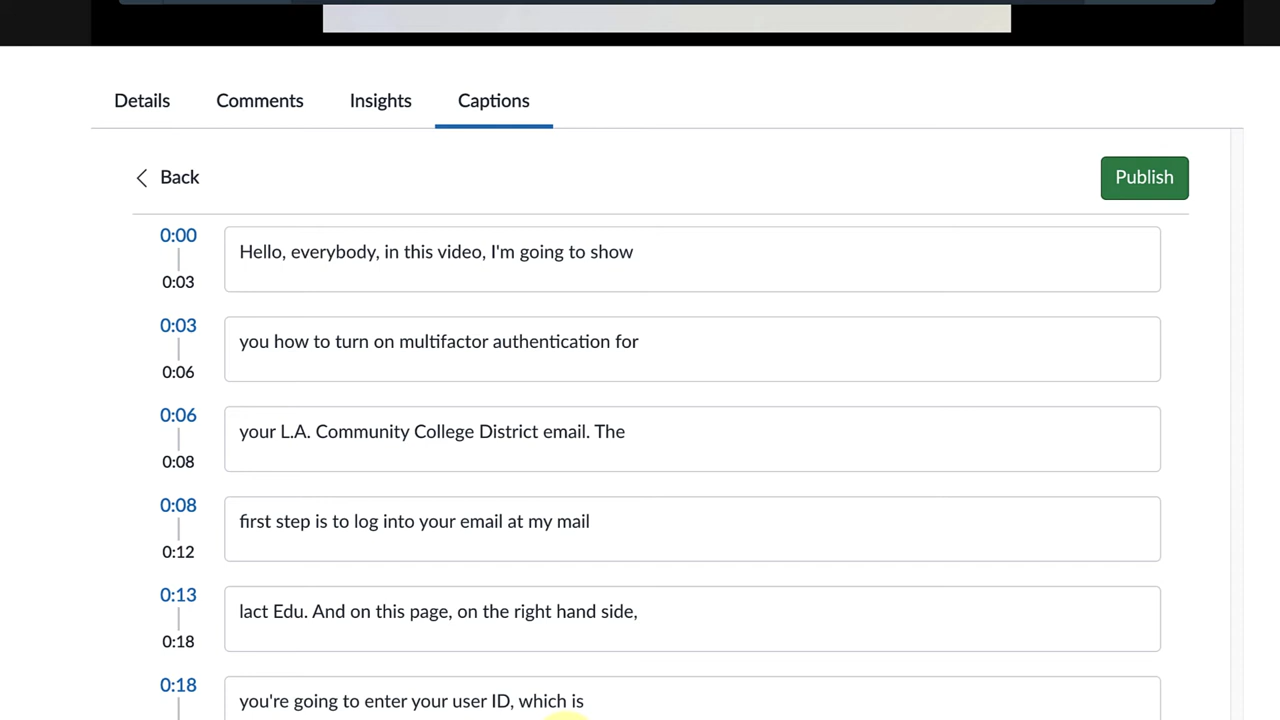 Details
Comments
Insights
Captions
Back
Publish
0:00
Hello, everybody, in this video, I'm going to show
0:03
0:03
you how to turn on multifactor authentication for
0:06
0:06
your L.A. Community College District email. The
0:08
0:08
first step is to log into your email at my mail
0:12
0:13
lact Edu. And on this page, on the right hand side,
0:18
0:18
you're going to enter your user ID, which is